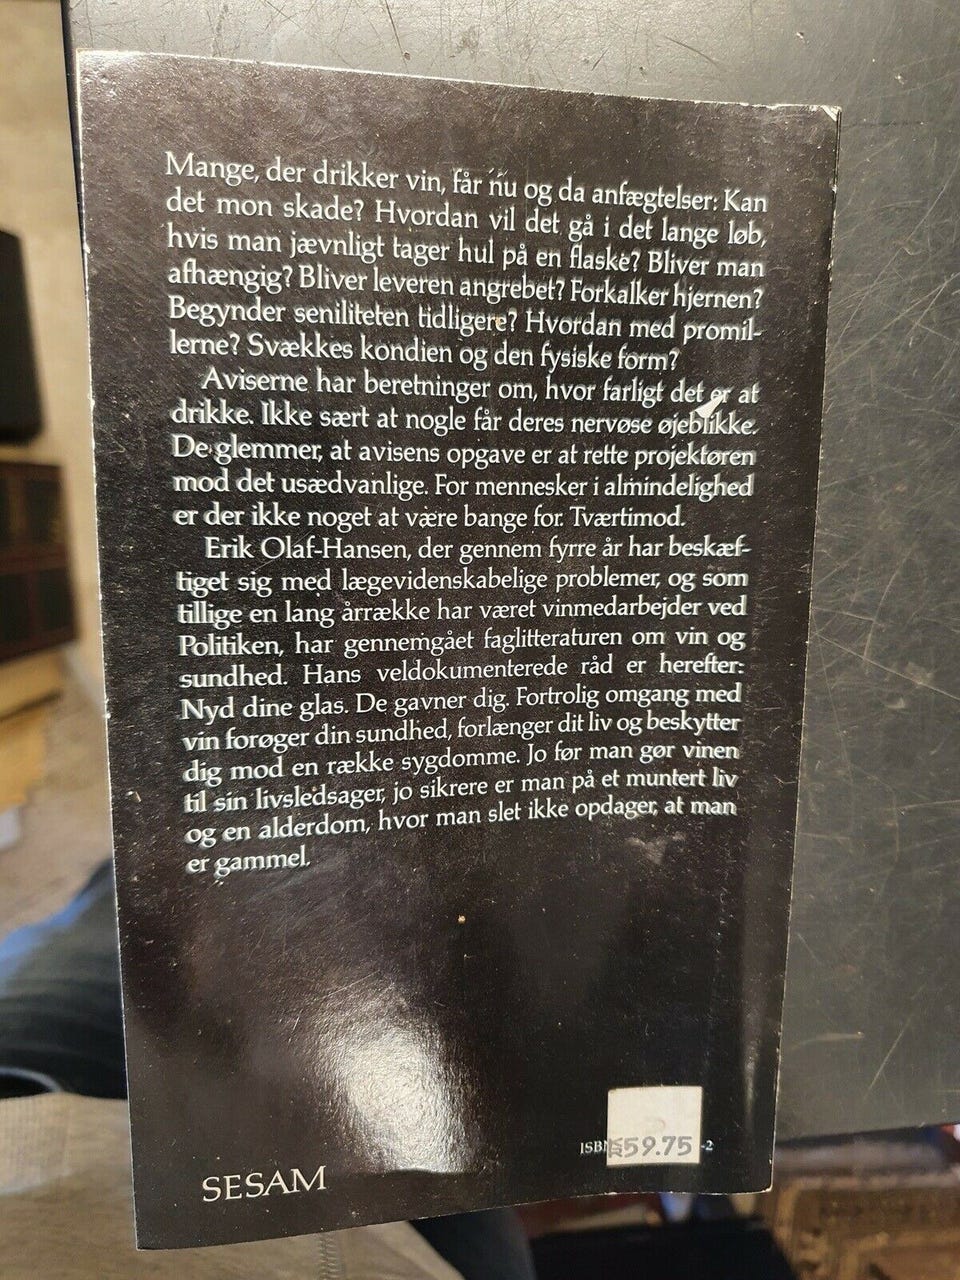 Mange, der drikker vin, får nu og da anfægtelser: Kan
det mon skade? Hvordan vil det gå i det lange løb,
hvis man jævnligt tager hul på en flaske? Bliver man
afhængig? Bliver leveren angrebet? Forkalker hjernen?
Begynder seniliteten tidligere? Hvordan med promil-
lerne? Svækkes kondien og den fysiske form?
Aviserne har beretninger om, hvor farligt det er at
drikke. Ikke sært at nogle får deres nervøse øjeblikke.
De glemmer, at avisens opgave er at rette projektøren
mod det usædvanlige. For mennesker i almindelighed
er der ikke noget at være bange for. Tværtimod.
Erik Olaf-Hansen, der gennem fyrre år har beskæf-
tiget sig med lægevidenskabelige problemer, og som
tillige en lang årrække har været vinmedarbejder ved
Politiken, har gennemgået faglitteraturen om vin og
sundhed. Hans veldokumenterede råd er herefter:
Nyd dine glas. De gavner dig. Fortrolig omgang med
vin forøger din sundhed, forlænger dit liv og beskytter
dig mod en række sygdomme. Jo før man gør vinen
til sin livsledsager, jo sikrere er man på et muntert liv
og en alderdom, hvor man slet ikke opdager, at man
er gammel.
59.75 -2
SESAM